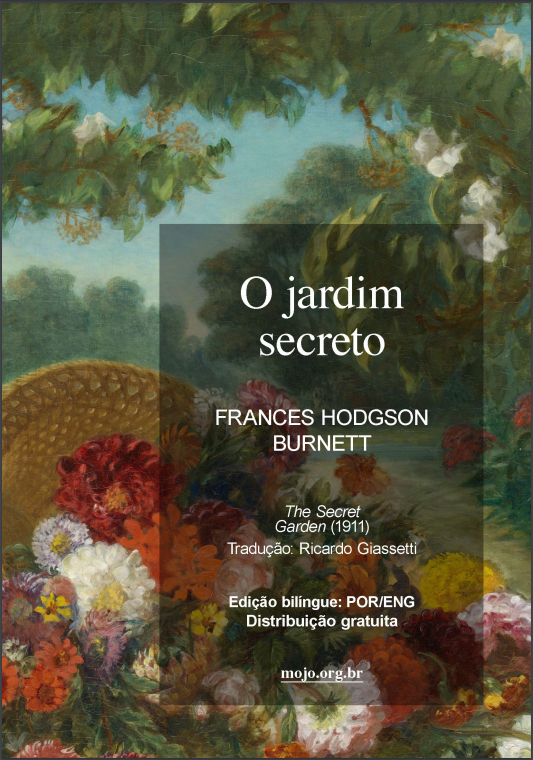 O jardim
secreto
FRANCES HODGSON
BURNETT
The Secret
Garden (1911)
Tradução: Ricardo Giassetti
Edição bilíngue: POR/ENG
Distribuição gratuita
mojo.org.br